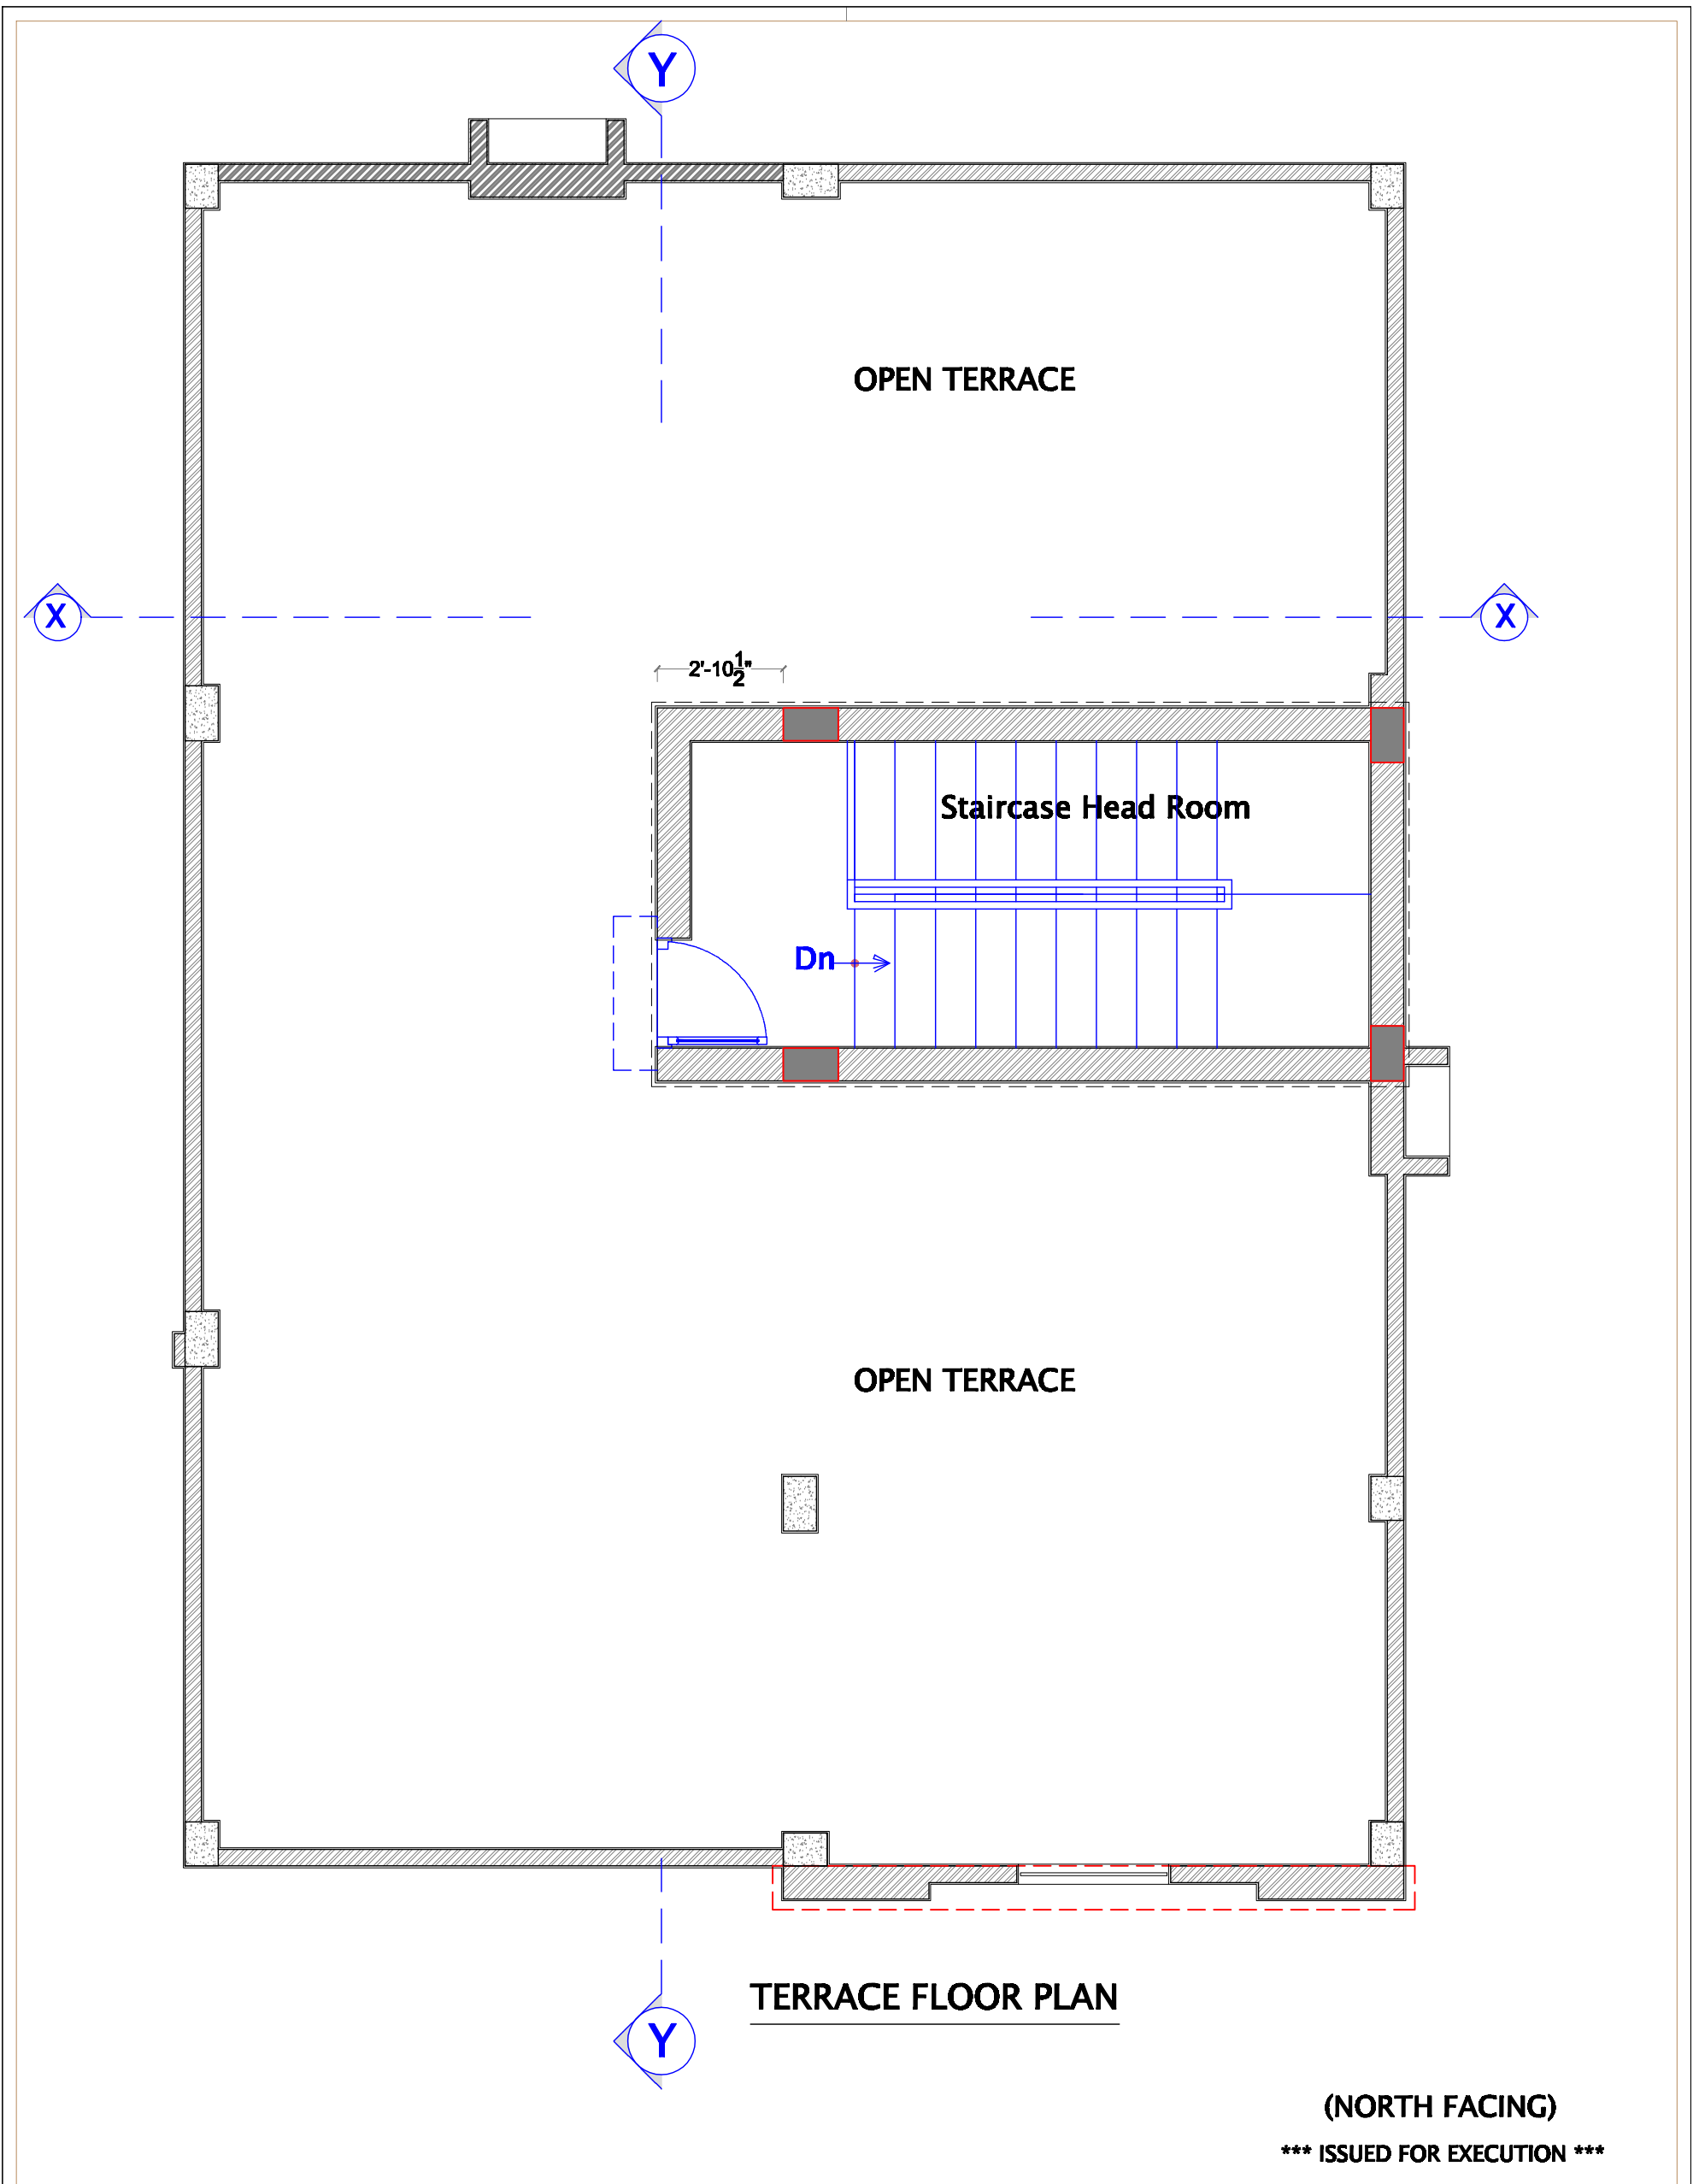 Y
OPEN TERRACE
X
X
2'-10½"
Staircase Head Room
Dn
OPEN TERRACE
TERRACE FLOOR PLAN
Y
(NORTH FACING)
*** ISSUED FOR EXECUTION ***